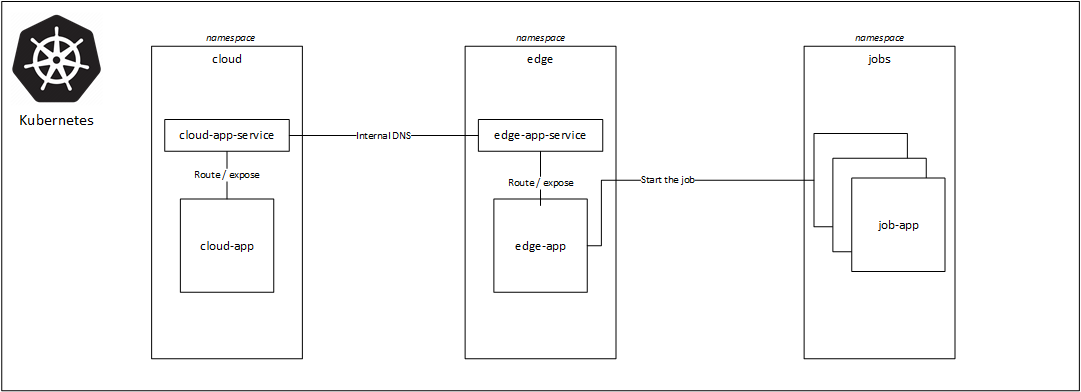 Kubernetes
namespace
cloud
cloud-app-service
Route / expose
cloud-app
Internal DNS
namespace
edge
edge-app-service
Route / expose
edge-app
Start the job
namespace
jobs
job-app